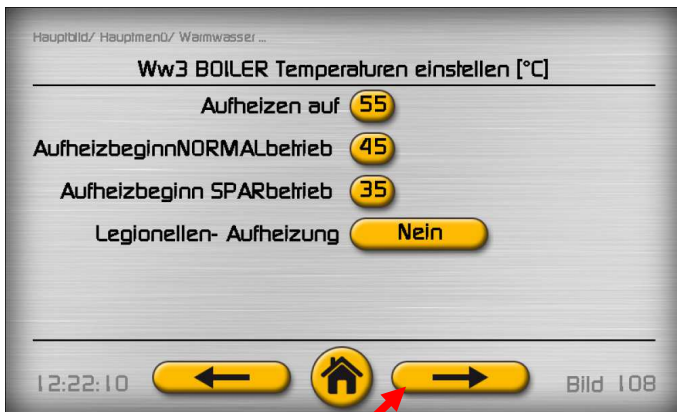 Hauptbild/ Hauptmenü/ Warmwasser ...
Ww3 BOILER Temperaturen einstellen [°C]
Aufheizen auf 55
AufheizbeginnNORMALbetrieb 45
Aufheizbeginn SPARbetrieb 35
Legionellen- Aufheizung Nein
12:22:10 Bild 108